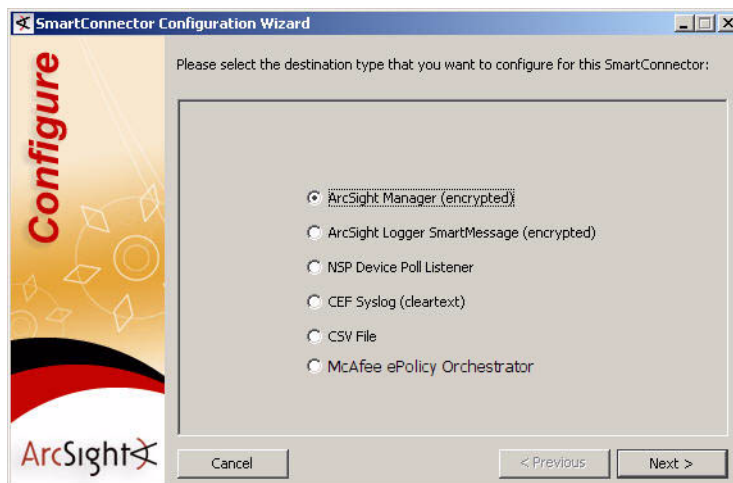 SmartConnector Configuration Wizard
Configure
Please select the destination type that you want to configure for this SmartConnector:
ArcSight Manager (encrypted)
ArcSight Logger SmartMessage (encrypted)
NSP Device Poll Listener
CEF Syslog (cleartext)
CSV File
McAfee ePolicy Orchestrator
ArcSight
Cancel
< Previous
Next >